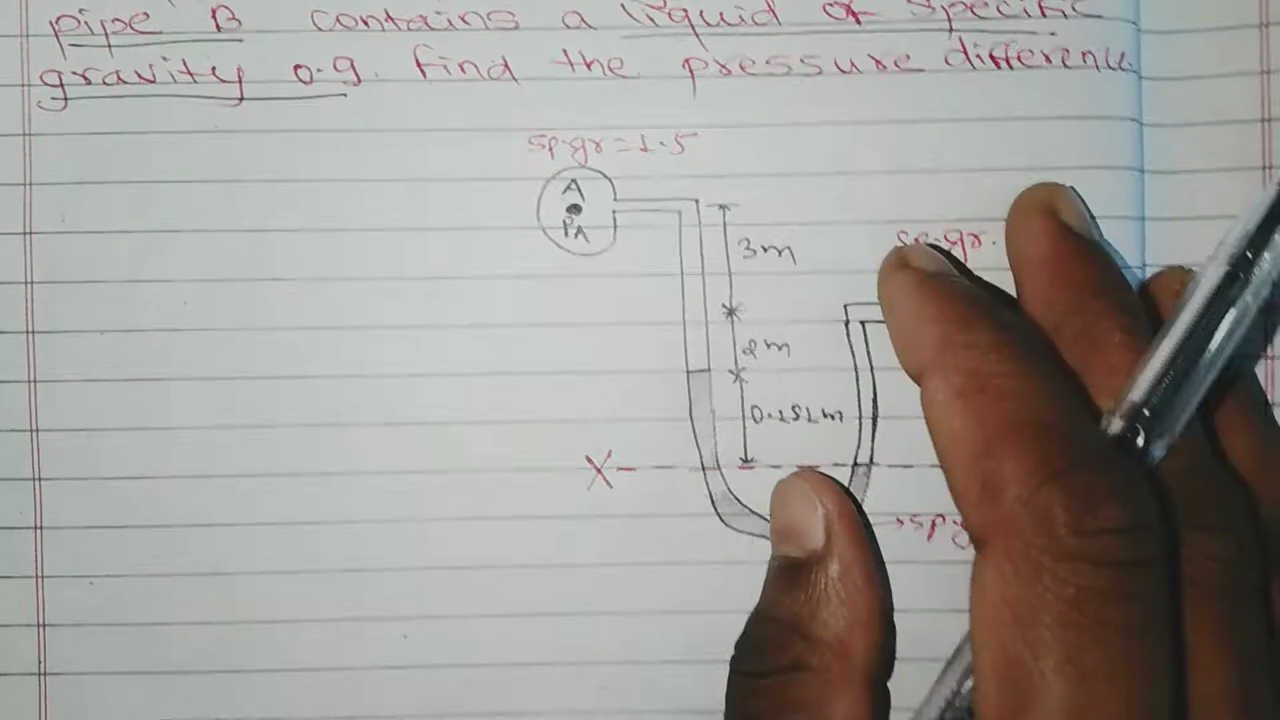 pipe B contains a liquid of specific
gravity 0.9. find the pressure difference
sp.gr = 1.5
A
PA
3m
sp.gr.
2m
0.151m
X